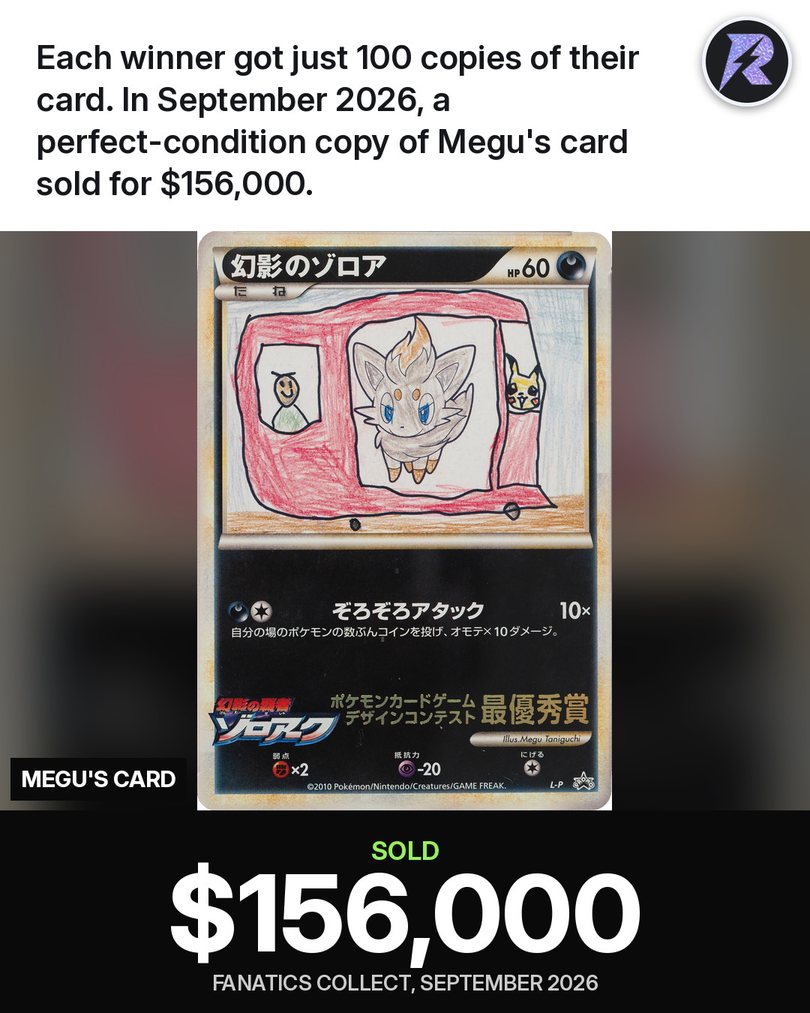 Each winner got just 100 copies of their
card. In September 2026, a
perfect-condition copy of Megu's card
sold for $156,000.
R
幻影のゾロア
HP60
たね
ぞろぞろアタック 10×
自分の場のポケモンの数ぶんコインを投げ、オモテ×10ダメージ。
幻影の覇者
ゾロアーク
ポケモンカードゲーム
デザインコンテスト 最優秀賞
Illus. Megu Taniguchi
弱点 抵抗力 にげる
×2 -20
©2010 Pokémon/Nintendo/Creatures/GAME FREAK. L-P
MEGU'S CARD
SOLD
$156,000
FANATICS COLLECT, SEPTEMBER 2026